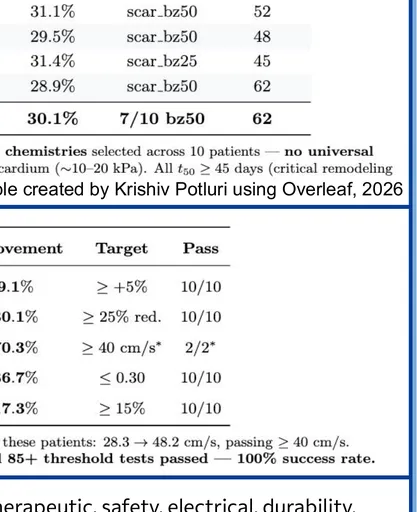 31.1% scar_bz50 52
29.5% scar_bz50 48
31.4% scar_bz25 45
28.9% scar_bz50 62
30.1% 7/10 bz50 62
chemistries selected across 10 patients — no universal
cardium (~10–20 kPa). All t50 ≥ 45 days (critical remodeling
ble created by Krishiv Potluri using Overleaf, 2026
ovement Target Pass
9.1% ≥ +5% 10/10
30.1% ≥ 25% red. 10/10
70.3% ≥ 40 cm/s* 2/2*
36.7% ≤ 0.30 10/10
17.3% ≥ 15% 10/10
these patients: 28.3 → 48.2 cm/s, passing ≥ 40 cm/s.
85+ threshold tests passed — 100% success rate.
herapeutic, safety, electrical, durability,